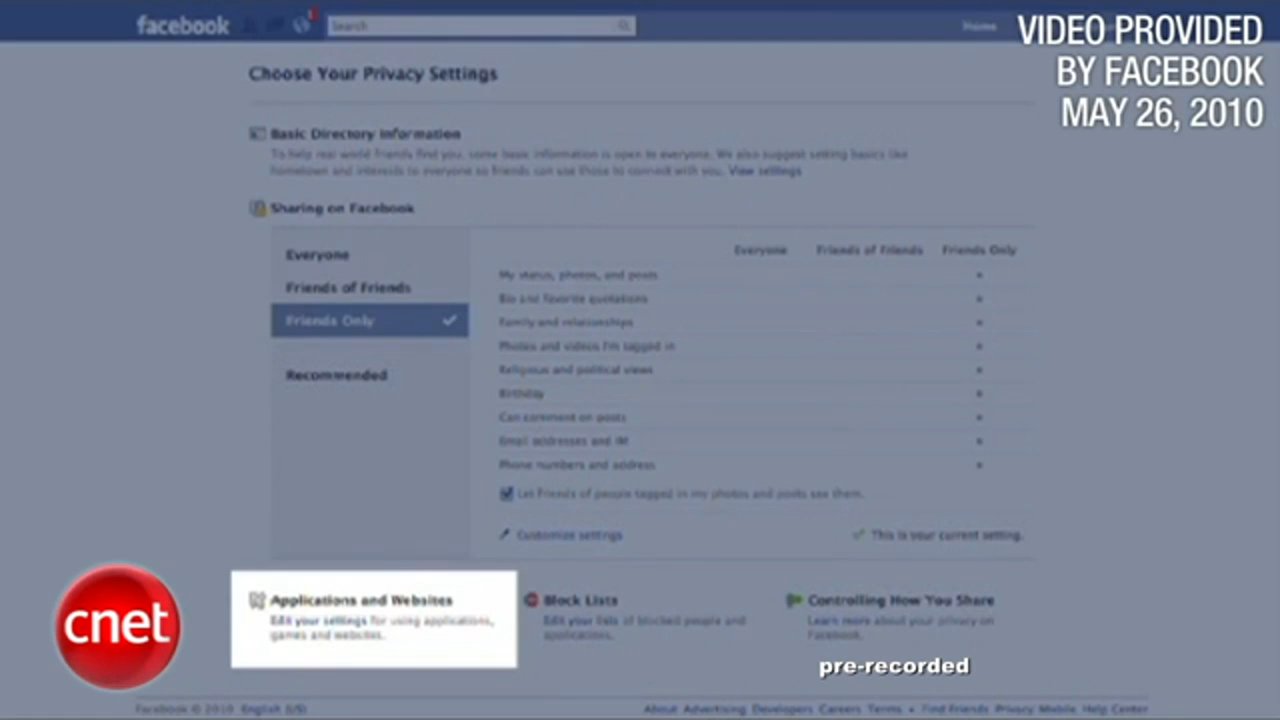 facebook
Search
Home
VIDEO PROVIDED
BY FACEBOOK
MAY 26, 2010
Choose Your Privacy Settings
Basic Directory Information
To help real world friends find you, some basic information is open to everyone. We also suggest setting basics like
hometown and interests to everyone so friends can use those to connect with you. View settings
Sharing on Facebook
Everyone
Friends of Friends
Friends Only
Recommended
Everyone Friends of Friends Friends Only
My status, photos, and posts
Bio and favorite quotations
Family and relationships
Photos and videos I'm tagged in
Religious and political views
Birthday
Can comment on posts
Email addresses and IM
Phone numbers and address
Let friends of people tagged in my photos and posts see them.
Customize settings
This is your current setting.
Applications and Websites
Edit your settings for using applications,
games and websites.
Block Lists
Edit your lists of blocked people and
applications.
Controlling How You Share
Learn more about your privacy on
Facebook.
cnet
pre-recorded
Facebook © 2010 English (US)
About Advertising Developers Careers Terms • Find Friends Privacy Mobile Help Center